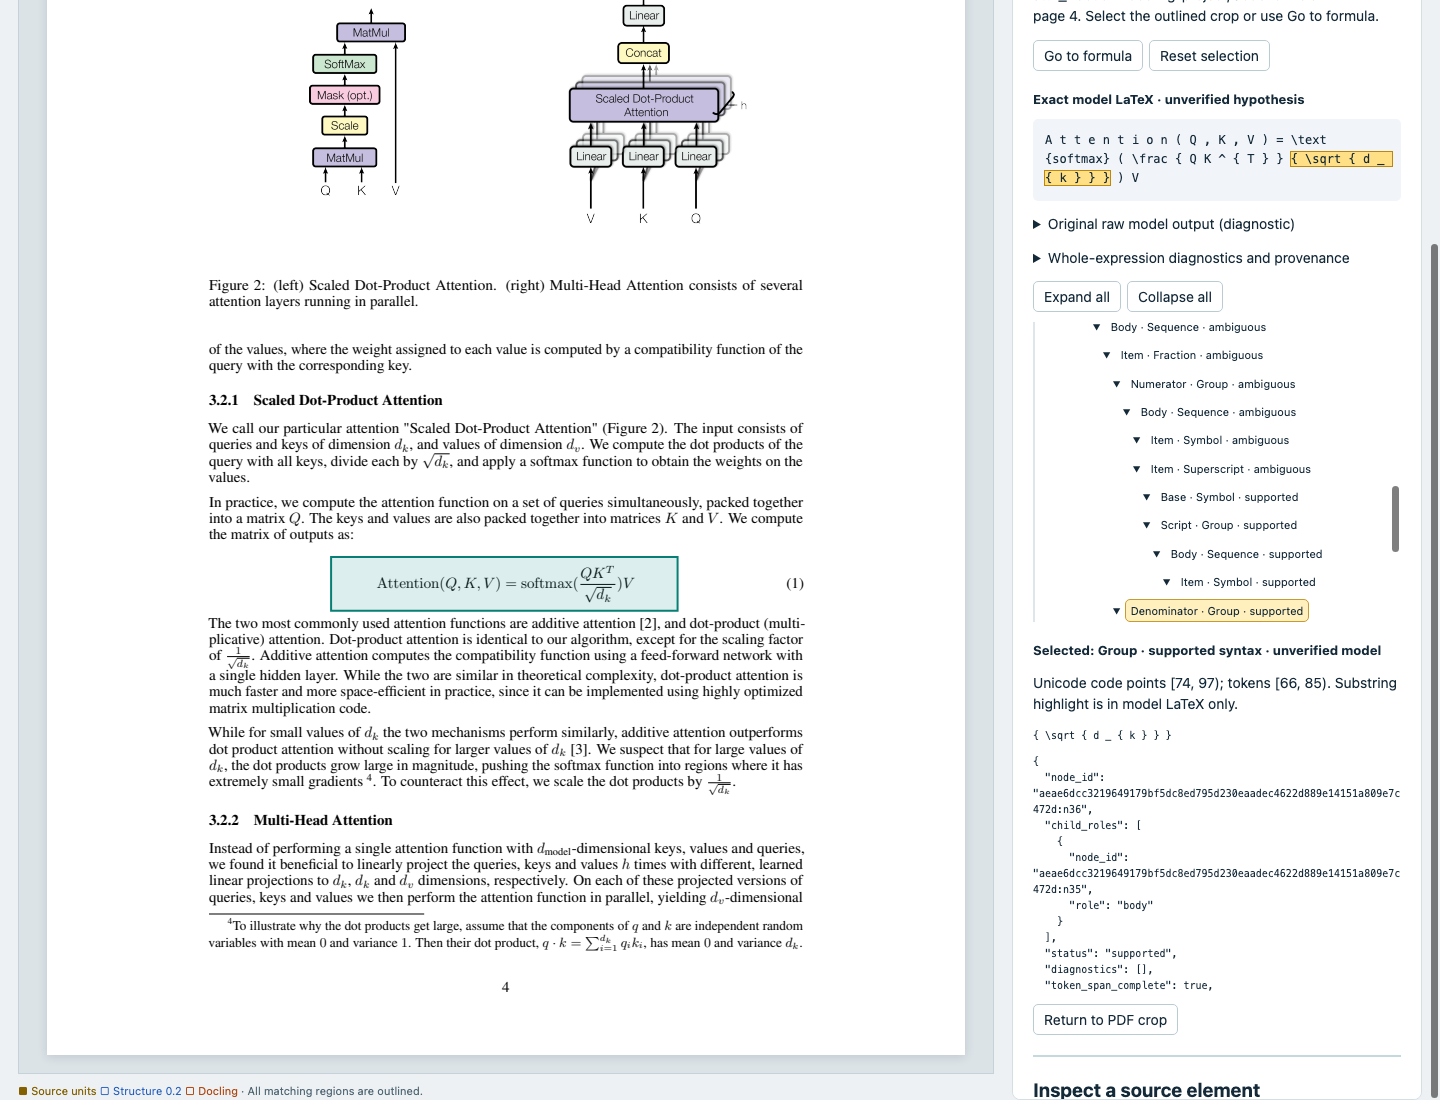 MatMul
SoftMax
Mask (opt.)
Scale
MatMul
Q K V
Linear
Concat
Scaled Dot-Product
Attention
h
Linear Linear Linear
V K Q
Figure 2: (left) Scaled Dot-Product Attention. (right) Multi-Head Attention consists of several
attention layers running in parallel.
of the values, where the weight assigned to each value is computed by a compatibility function of the
query with the corresponding key.
3.2.1 Scaled Dot-Product Attention
We call our particular attention "Scaled Dot-Product Attention" (Figure 2). The input consists of
queries and keys of dimension dk, and values of dimension dv. We compute the dot products of the
query with all keys, divide each by √dk, and apply a softmax function to obtain the weights on the
values.
In practice, we compute the attention function on a set of queries simultaneously, packed together
into a matrix Q. The keys and values are also packed together into matrices K and V. We compute
the matrix of outputs as:
Attention(Q, K, V) = softmax(QK^T/√dk)V (1)
The two most commonly used attention functions are additive attention [2], and dot-product (multi-
plicative) attention. Dot-product attention is identical to our algorithm, except for the scaling factor
of 1/√dk. Additive attention computes the compatibility function using a feed-forward network with
a single hidden layer. While the two are similar in theoretical complexity, dot-product attention is
much faster and more space-efficient in practice, since it can be implemented using highly optimized
matrix multiplication code.
While for small values of dk the two mechanisms perform similarly, additive attention outperforms
dot product attention without scaling for larger values of dk [3]. We suspect that for large values of
dk, the dot products grow large in magnitude, pushing the softmax function into regions where it has
extremely small gradients 4. To counteract this effect, we scale the dot products by 1/√dk.
3.2.2 Multi-Head Attention
Instead of performing a single attention function with dmodel-dimensional keys, values and queries,
we found it beneficial to linearly project the queries, keys and values h times with different, learned
linear projections to dk, dk and dv dimensions, respectively. On each of these projected versions of
queries, keys and values we then perform the attention function in parallel, yielding dv-dimensional
4To illustrate why the dot products get large, assume that the components of q and k are independent random
variables with mean 0 and variance 1. Then their dot product, q · k = ∑i=1^dk qiki, has mean 0 and variance dk.
4
■ Source units □ Structure 0.2 □ Docling · All matching regions are outlined.
page 4. Select the outlined crop or use Go to formula.
Go to formula Reset selection
Exact model LaTeX · unverified hypothesis
A t t e n t i o n ( Q , K , V ) = \text
{softmax} ( \frac { Q K ^ { T } } { \sqrt { d _
{ k } } } ) V
▶ Original raw model output (diagnostic)
▶ Whole-expression diagnostics and provenance
Expand all Collapse all
▼ Body · Sequence · ambiguous
▼ Item · Fraction · ambiguous
▼ Numerator · Group · ambiguous
▼ Body · Sequence · ambiguous
▼ Item · Symbol · ambiguous
▼ Item · Superscript · ambiguous
▼ Base · Symbol · supported
▼ Script · Group · supported
▼ Body · Sequence · supported
▼ Item · Symbol · supported
▼ Denominator · Group · supported
Selected: Group · supported syntax · unverified model
Unicode code points [74, 97); tokens [66, 85). Substring
highlight is in model LaTeX only.
{ \sqrt { d _ { k } } }
{
"node_id":
"aeae6dcc3219649179bf5dc8ed795d230eaadec4622d889e14151a809e7c
472d:n36",
"child_roles": [
{
"node_id":
"aeae6dcc3219649179bf5dc8ed795d230eaadec4622d889e14151a809e7c
472d:n35",
"role": "body"
}
],
"status": "supported",
"diagnostics": [],
"token_span_complete": true,
Return to PDF crop
Inspect a source element